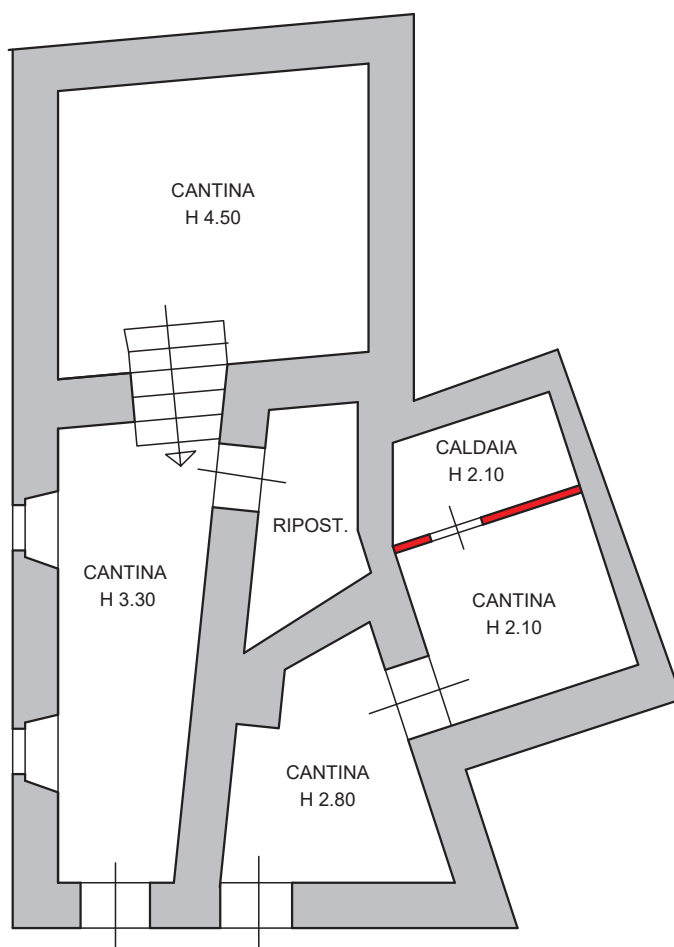 CANTINA
H 4.50
CALDAIA
H 2.10
RIPOST.
CANTINA
H 3.30
CANTINA
H 2.10
CANTINA
H 2.80